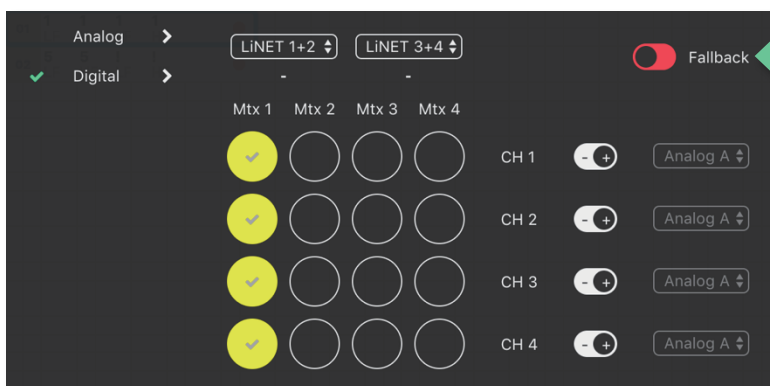 Analog
Digital
LiNET 1+2 LiNET 3+4
- -
Fallback
Mtx 1 Mtx 2 Mtx 3 Mtx 4
CH 1 - + Analog A
CH 2 - + Analog A
CH 3 - + Analog A
CH 4 - + Analog A